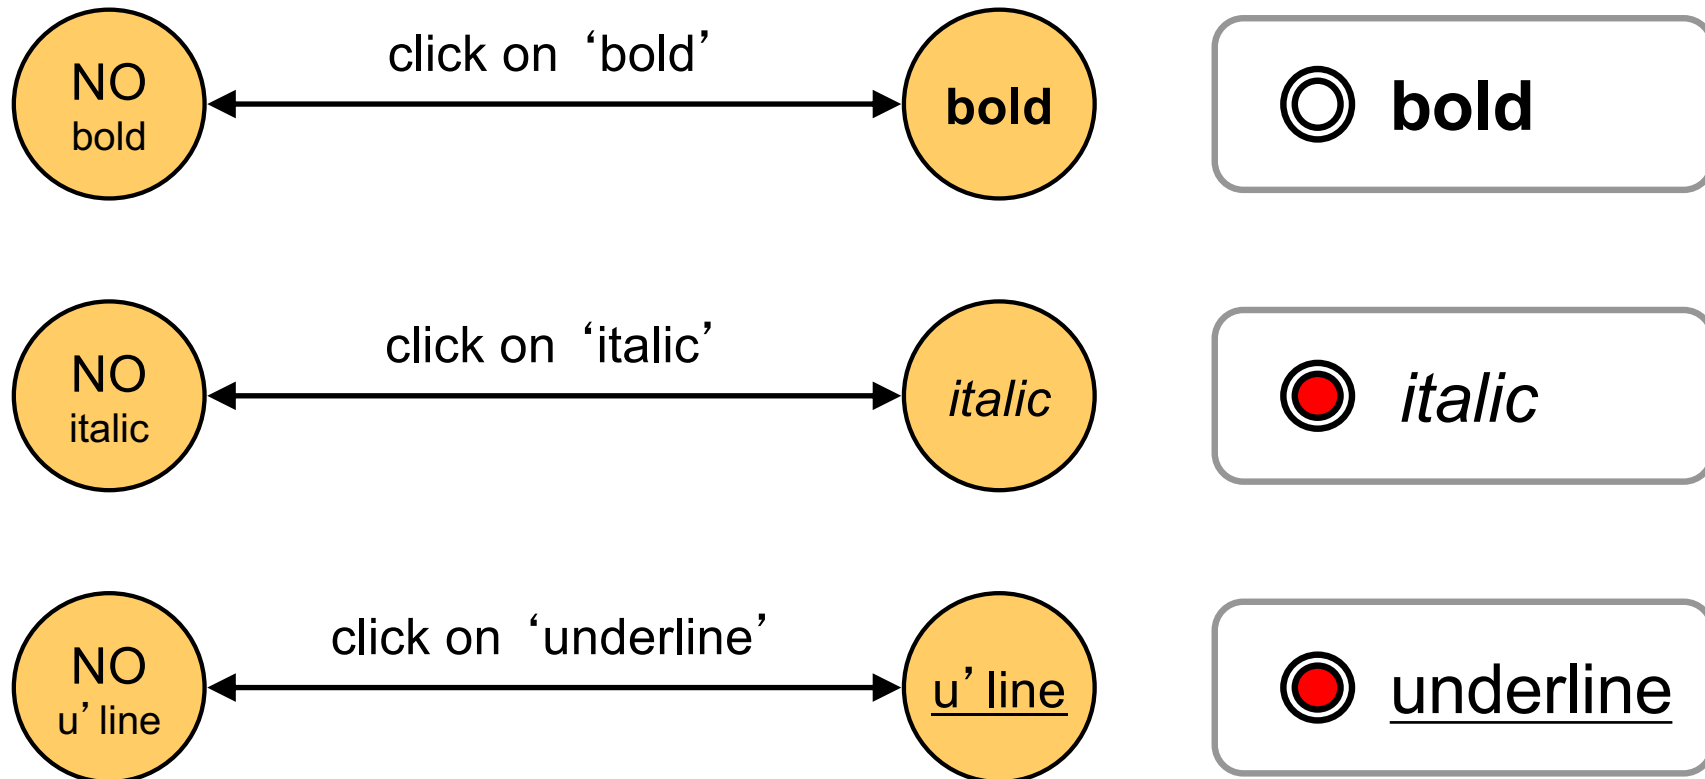 NO
bold
click on ‘bold’
bold
bold
NO
italic
click on ‘italic’
italic
italic
NO
u’ line
click on ‘underline’
u’ line
underline